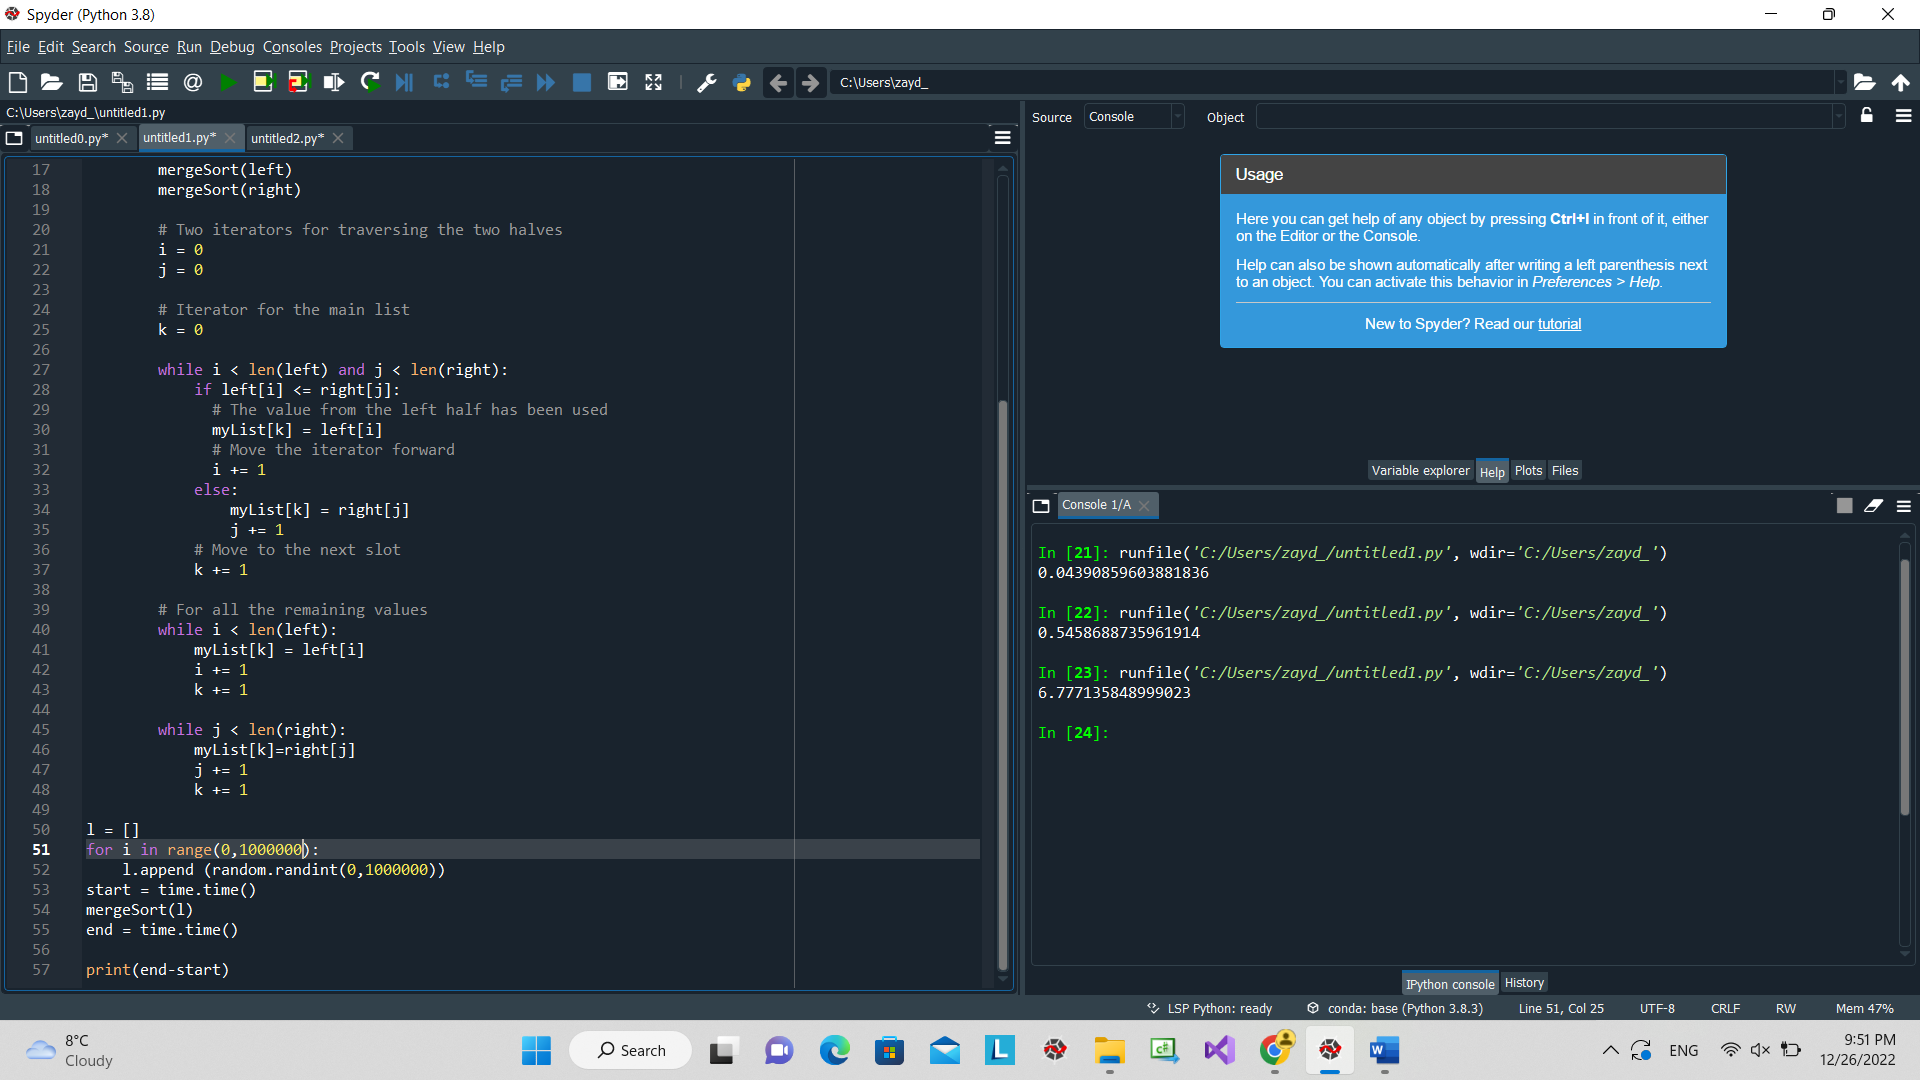 Spyder (Python 3.8)
File Edit Search Source Run Debug Consoles Projects Tools View Help
C:\Users\zayd_
C:\Users\zayd_\untitled1.py
untitled0.py* untitled1.py* untitled2.py*
17 mergeSort(left)
18 mergeSort(right)
19
20 # Two iterators for traversing the two halves
21 i = 0
22 j = 0
23
24 # Iterator for the main list
25 k = 0
26
27 while i < len(left) and j < len(right):
28 if left[i] <= right[j]:
29 # The value from the left half has been used
30 myList[k] = left[i]
31 # Move the iterator forward
32 i += 1
33 else:
34 myList[k] = right[j]
35 j += 1
36 # Move to the next slot
37 k += 1
38
39 # For all the remaining values
40 while i < len(left):
41 myList[k] = left[i]
42 i += 1
43 k += 1
44
45 while j < len(right):
46 myList[k]=right[j]
47 j += 1
48 k += 1
49
50 l = []
51 for i in range(0,1000000):
52 l.append (random.randint(0,1000000))
53 start = time.time()
54 mergeSort(l)
55 end = time.time()
56
57 print(end-start)
Source Console Object
Usage
Here you can get help of any object by pressing Ctrl+I in front of it, either
on the Editor or the Console.
Help can also be shown automatically after writing a left parenthesis next
to an object. You can activate this behavior in Preferences > Help.
New to Spyder? Read our tutorial
Variable explorer Help Plots Files
Console 1/A
In [21]: runfile('C:/Users/zayd_/untitled1.py', wdir='C:/Users/zayd_')
0.04390859603881836
In [22]: runfile('C:/Users/zayd_/untitled1.py', wdir='C:/Users/zayd_')
0.5458688735961914
In [23]: runfile('C:/Users/zayd_/untitled1.py', wdir='C:/Users/zayd_')
6.777135848999023
In [24]:
IPython console History
LSP Python: ready conda: base (Python 3.8.3) Line 51, Col 25 UTF-8 CRLF RW Mem 47%
8°C
Cloudy
Search
ENG
9:51 PM
12/26/2022